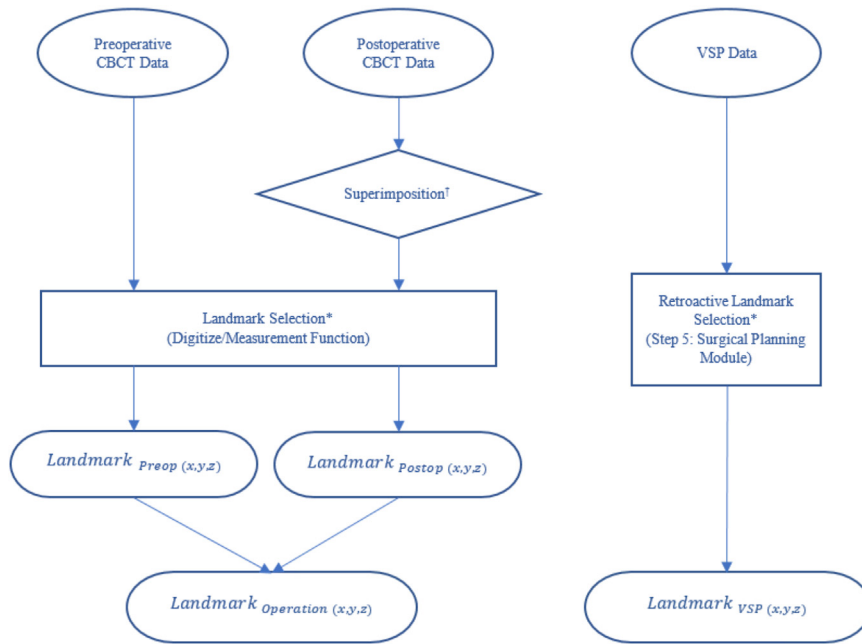 Preoperative
CBCT Data
Postoperative
CBCT Data
VSP Data
Superimposition†
Landmark Selection*
(Digitize/Measurement Function)
Retroactive Landmark
Selection*
(Step 5: Surgical Planning
Module)
Landmark Preop (x,y,z)
Landmark Postop (x,y,z)
Landmark Operation (x,y,z)
Landmark VSP (x,y,z)